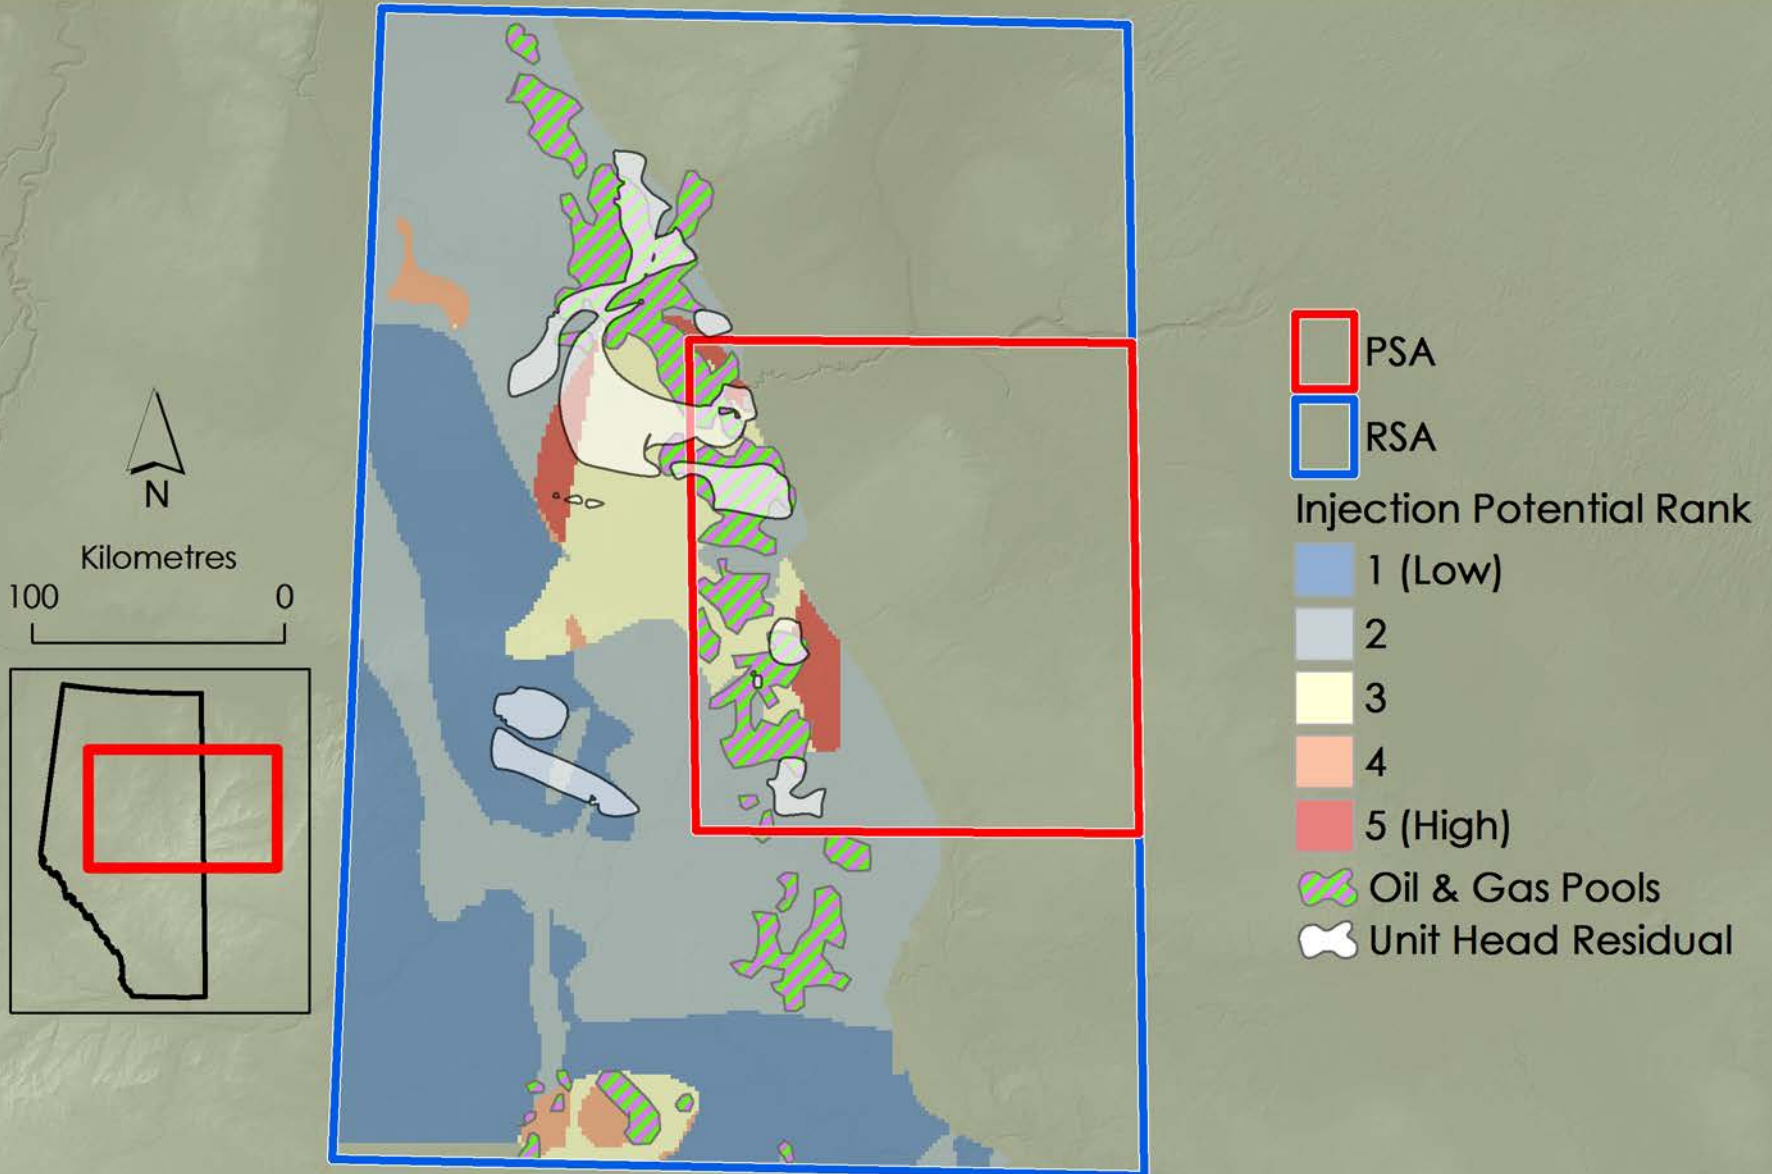 N
Kilometres
100 0
PSA
RSA
Injection Potential Rank
1 (Low)
2
3
4
5 (High)
Oil & Gas Pools
Unit Head Residual